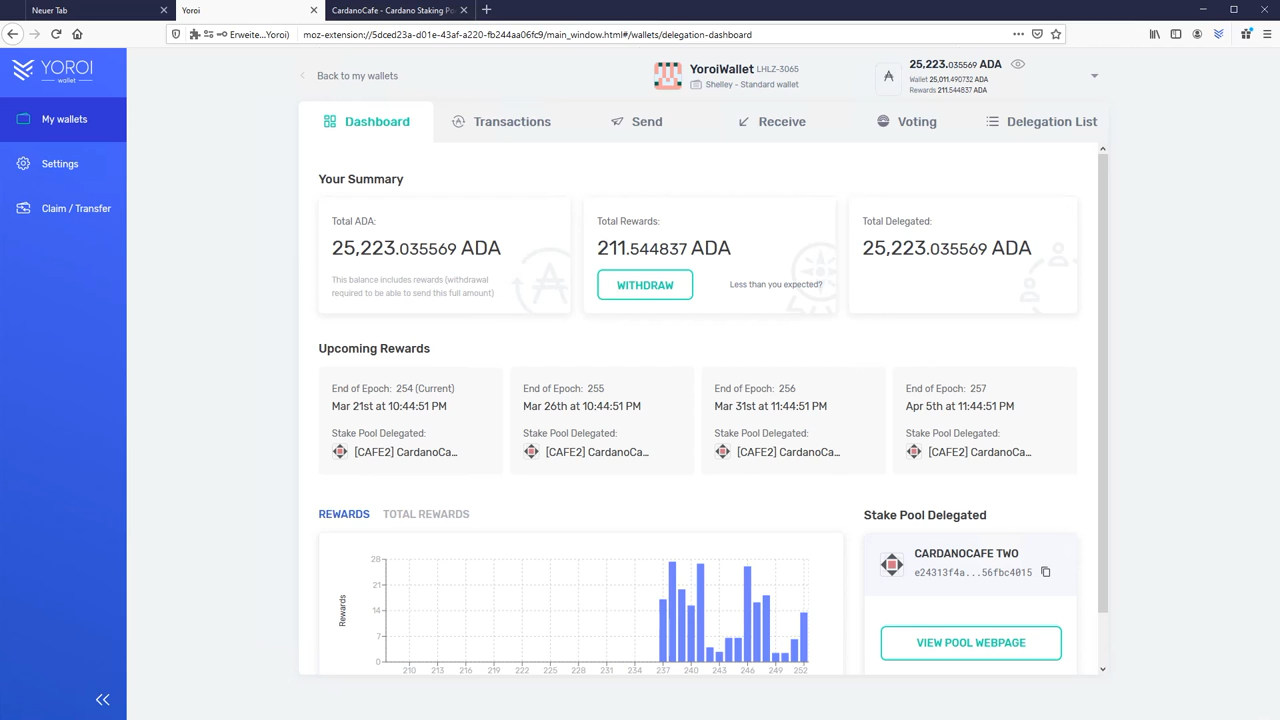 Neuer Tab
Yoroi
CardanoCafe - Cardano Staking Po
Erweite...Yoroi)
moz-extension://5dced23a-d01e-43af-a220-fb244aa06fc9/main_window.html#/wallets/delegation-dashboard
YOROI
wallet
My wallets
Settings
Claim / Transfer
Back to my wallets
YoroiWallet LHLZ-3065
Shelley - Standard wallet
25,223.035569 ADA
Wallet 25,011.490732 ADA
Rewards 211.544837 ADA
Dashboard
Transactions
Send
Receive
Voting
Delegation List
Your Summary
Total ADA:
25,223.035569 ADA
This balance includes rewards (withdrawal
required to be able to send this full amount)
Total Rewards:
211.544837 ADA
WITHDRAW
Less than you expected?
Total Delegated:
25,223.035569 ADA
Upcoming Rewards
End of Epoch: 254 (Current)
Mar 21st at 10:44:51 PM
Stake Pool Delegated:
[CAFE2] CardanoCa...
End of Epoch: 255
Mar 26th at 10:44:51 PM
Stake Pool Delegated:
[CAFE2] CardanoCa...
End of Epoch: 256
Mar 31st at 11:44:51 PM
Stake Pool Delegated:
[CAFE2] CardanoCa...
End of Epoch: 257
Apr 5th at 11:44:51 PM
Stake Pool Delegated:
[CAFE2] CardanoCa...
REWARDS
TOTAL REWARDS
Rewards
28
21
14
7
0
210 213 216 219 222 225 228 231 234 237 240 243 246 249 252
Stake Pool Delegated
CARDANOCAFE TWO
e24313f4a...56fbc4015
VIEW POOL WEBPAGE